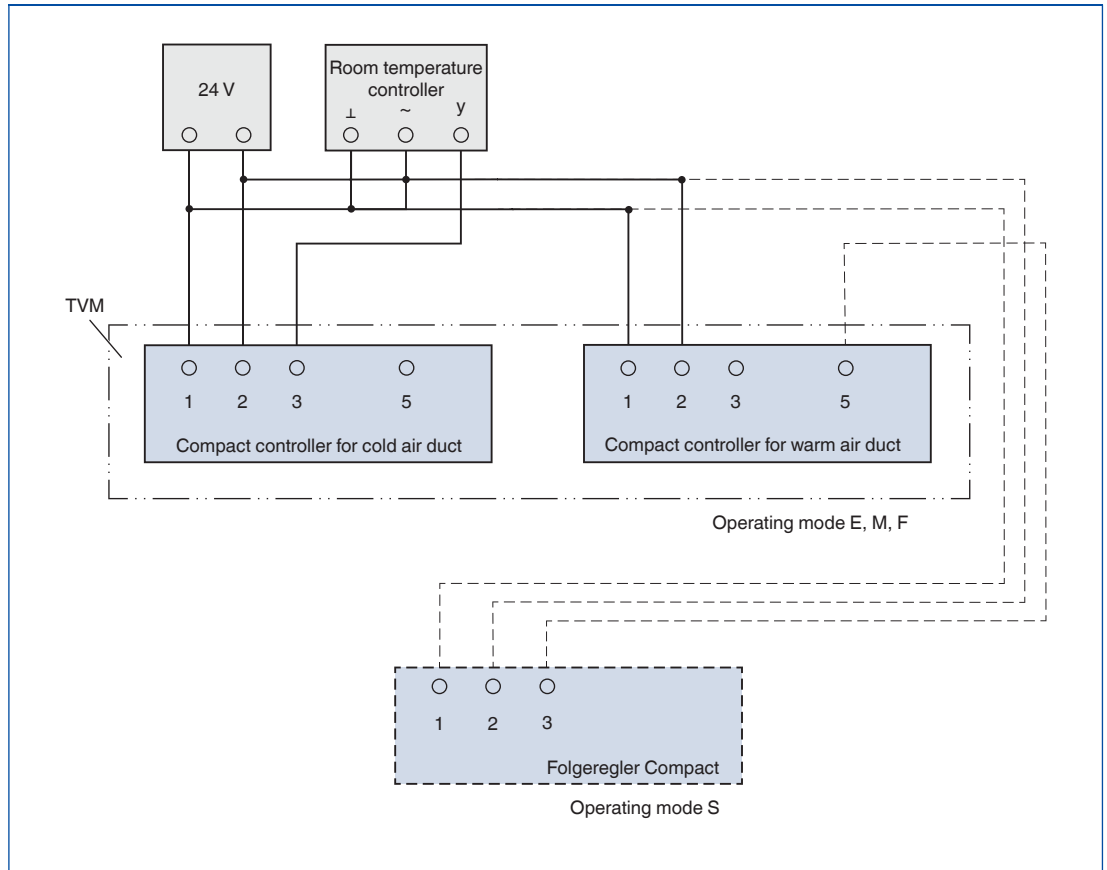 24 V
Room temperature
controller
⊥ ~ y
TVM
1 2 3 5
Compact controller for cold air duct
1 2 3 5
Compact controller for warm air duct
Operating mode E, M, F
1 2 3
Folgeregler Compact
Operating mode S